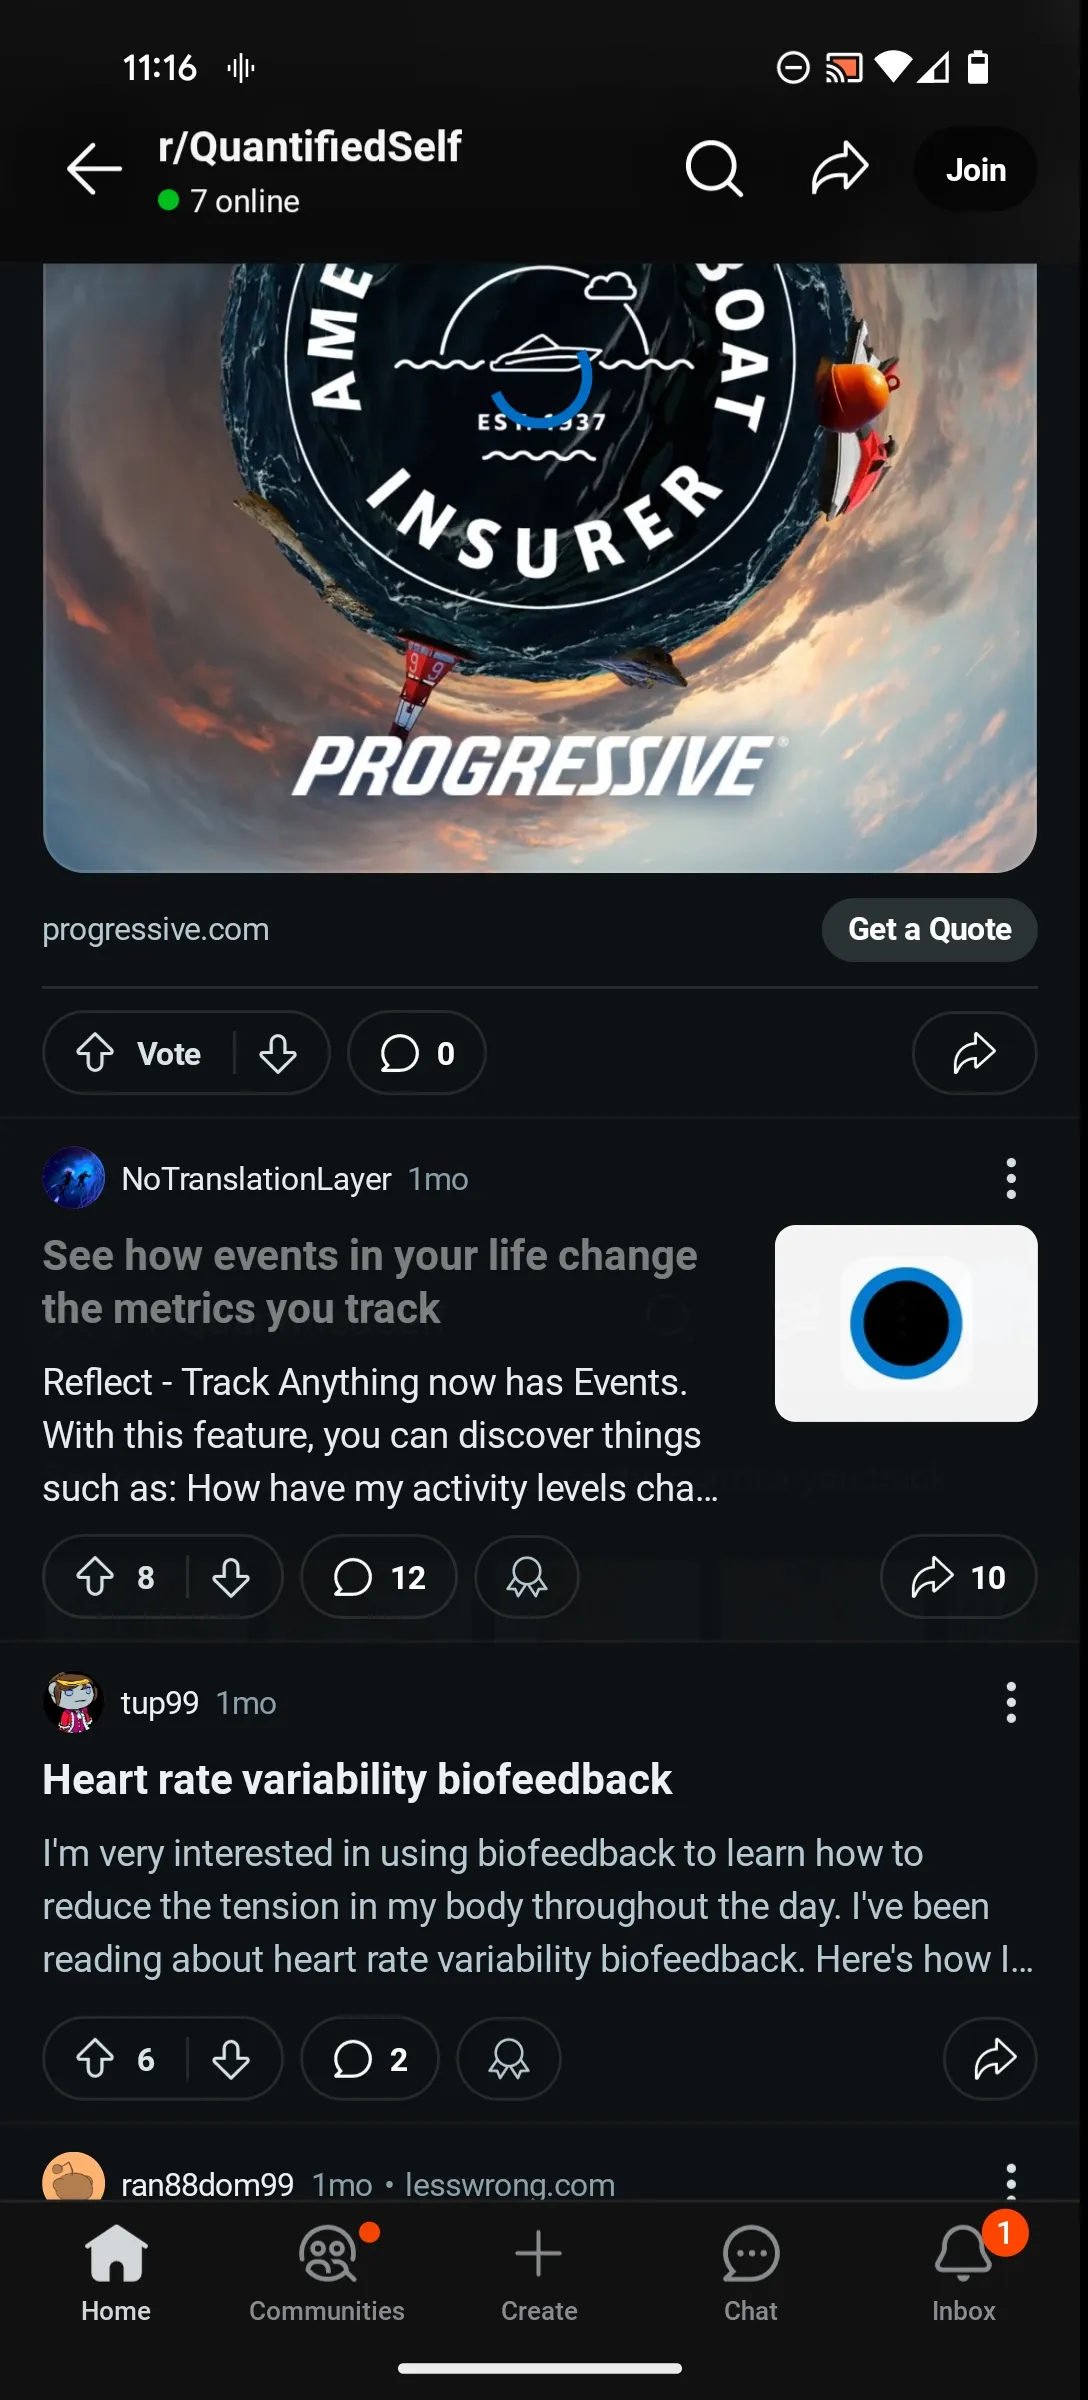 11:16
r/QuantifiedSelf
7 online
Join
AME
BOAT
INSURER
PROGRESSIVE®
progressive.com
Get a Quote
Vote
0
NoTranslationLayer 1mo
See how events in your life change
the metrics you track
Reflect - Track Anything now has Events.
With this feature, you can discover things
such as: How have my activity levels cha…
8
12
10
tup99 1mo
Heart rate variability biofeedback
I'm very interested in using biofeedback to learn how to
reduce the tension in my body throughout the day. I've been
reading about heart rate variability biofeedback. Here's how I…
6
2
ran88dom99 1mo • lesswrong.com
1
Home
Communities
Create
Chat
Inbox